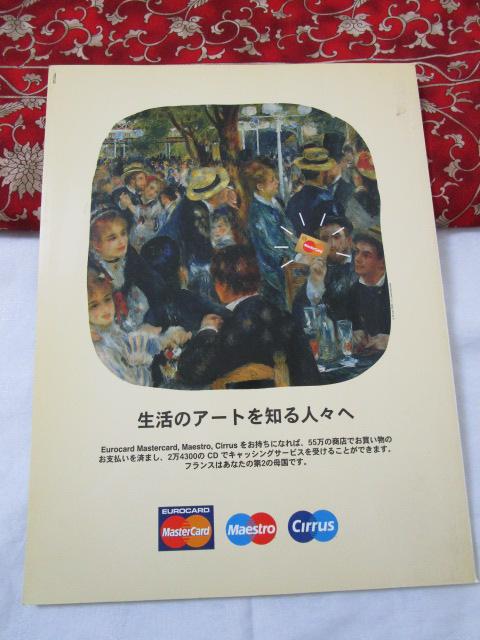 MasterCard
生活のアートを知る人々へ
Eurocard Mastercard, Maestro, Cirrus をお持ちになれば、55万の商店でお買い物の
お支払いを済まし、2万4300の CD でキャッシングサービスを受けることができます。
フランスはあなたの第2の母国です。
EUROCARD
MasterCard
Maestro
Cirrus